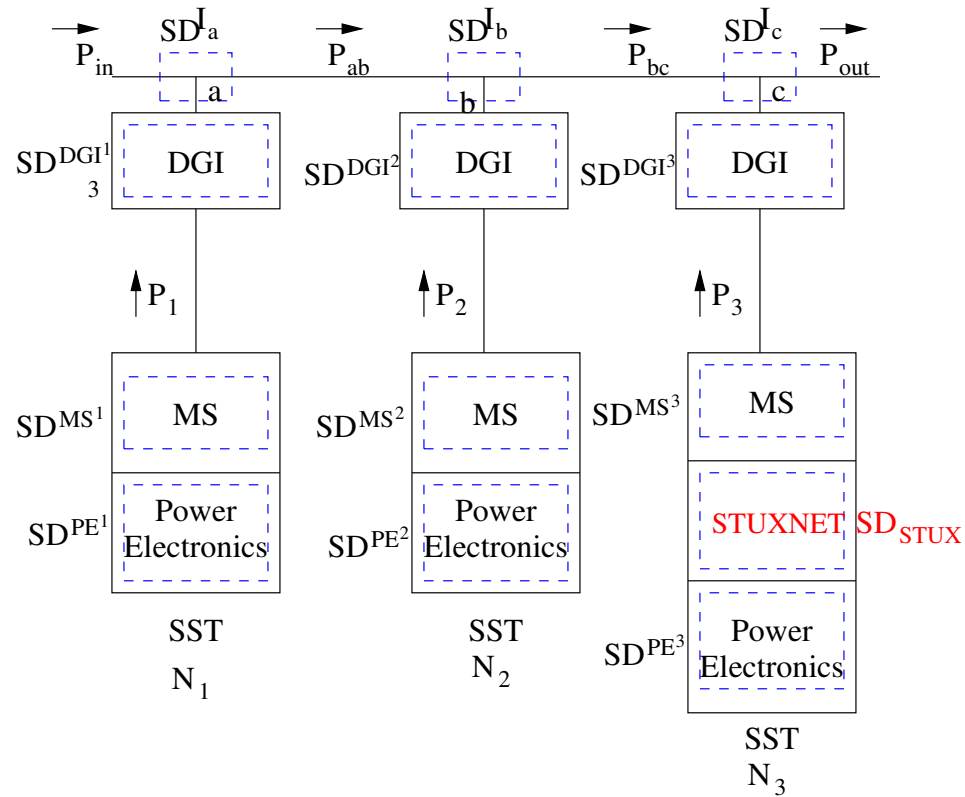 SD I_a SD I_b SD I_c
P_in P_ab P_bc P_out
a b c
SD^DGI^1 DGI SD^DGI^2 DGI SD^DGI^3 DGI
3
P_1 P_2 P_3
SD^MS^1 MS SD^MS^2 MS SD^MS^3 MS
SD^PE^1 Power Electronics SD^PE^2 Power Electronics
STUXNET SD_STUX
SD^PE^3 Power Electronics
SST SST
N_1 N_2
SST
N_3